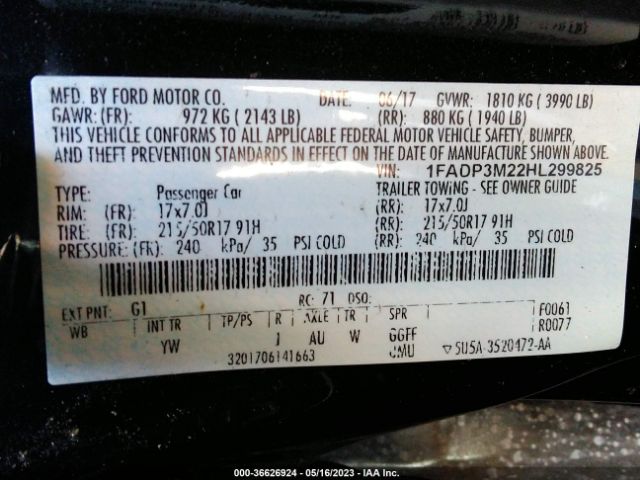 MFD. BY FORD MOTOR CO. DATE: 06/17 GVWR: 1810 KG ( 3990 LB)
GAWR: (FR): 972 KG ( 2143 LB) (RR): 880 KG ( 1940 LB)
THIS VEHICLE CONFORMS TO ALL APPLICABLE FEDERAL MOTOR VEHICLE SAFETY, BUMPER,
AND THEFT PREVENTION STANDARDS IN EFFECT ON THE DATE OF MANUFACTURE SHOWN ABOVE.
VIN: 1FADP3M22HL299825
TYPE: Passenger Car TRAILER TOWING - SEE OWNER GUIDE
RIM: (FR): 17x7.0J (RR): 17x7.0J
TIRE: (FR): 215/50R17 91H (RR): 215/50R17 91H
PRESSURE: (FR): 240 kPa/ 35 PSI COLD (RR): 240 kPa/ 35 PSI COLD
EXT PNT: G1 RC: 71 DSO: F0061
WB INT TR TP/PS R AXLE TR SPR R0077
YW I AU W GGFF
3201706141663 CMU ▽5U5A-3520472-AA
000-36626924 - 05/16/2023 - IAA Inc.